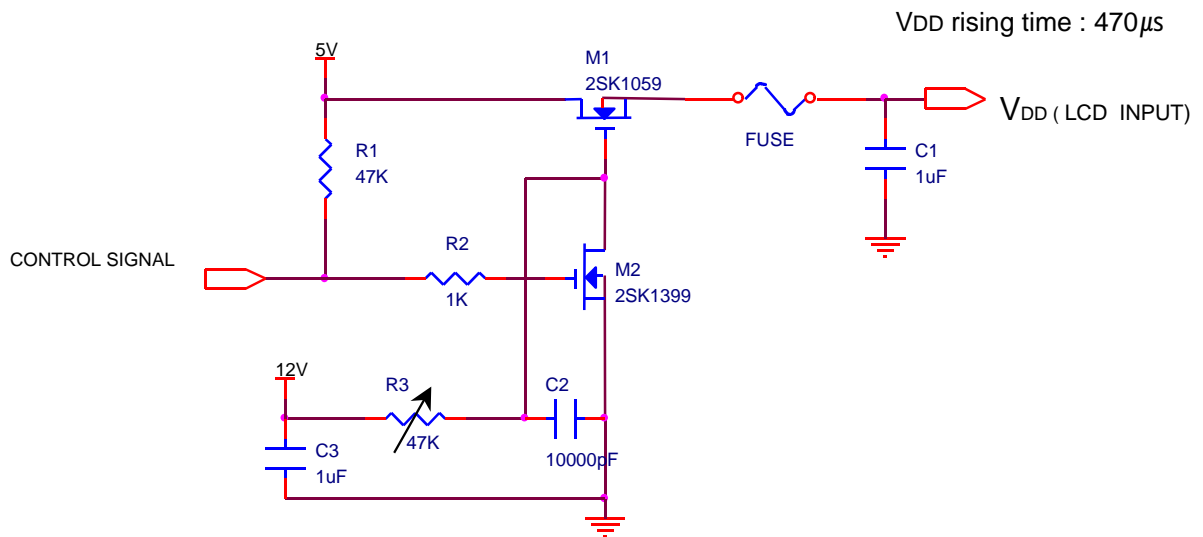 VDD rising time : 470µs
5V
M1
2SK1059
VDD ( LCD INPUT)
FUSE
R1
47K
C1
1uF
CONTROL SIGNAL
R2
1K
M2
2SK1399
12V
R3
47K
C2
10000pF
C3
1uF